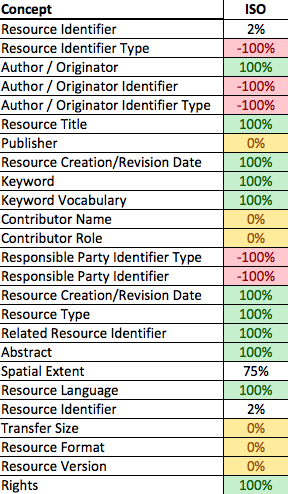 Concept ISO
Resource Identifier 2%
Resource Identifier Type -100%
Author / Originator 100%
Author / Originator Identifier -100%
Author / Originator Identifier Type -100%
Resource Title 100%
Publisher 0%
Resource Creation/Revision Date 100%
Keyword 100%
Keyword Vocabulary 100%
Contributor Name 0%
Contributor Role 0%
Responsible Party Identifier Type -100%
Responsible Party Identifier -100%
Resource Creation/Revision Date 100%
Resource Type 100%
Related Resource Identifier 100%
Abstract 100%
Spatial Extent 75%
Resource Language 100%
Resource Identifier 2%
Transfer Size 0%
Resource Format 0%
Resource Version 0%
Rights 100%